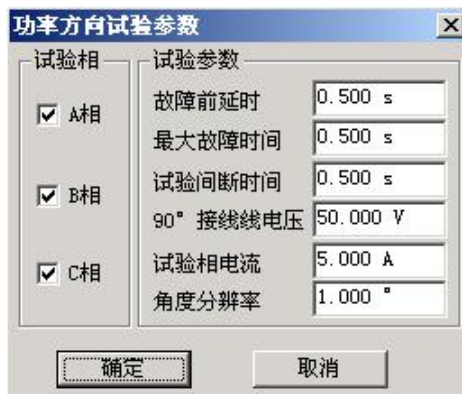 功率方向试验参数
试验相
A相
B相
C相
试验参数
故障前延时 0.500 s
最大故障时间 0.500 s
试验间断时间 0.500 s
90° 接线线电压 50.000 V
试验相电流 5.000 A
角度分辨率 1.000 °
确定
取消